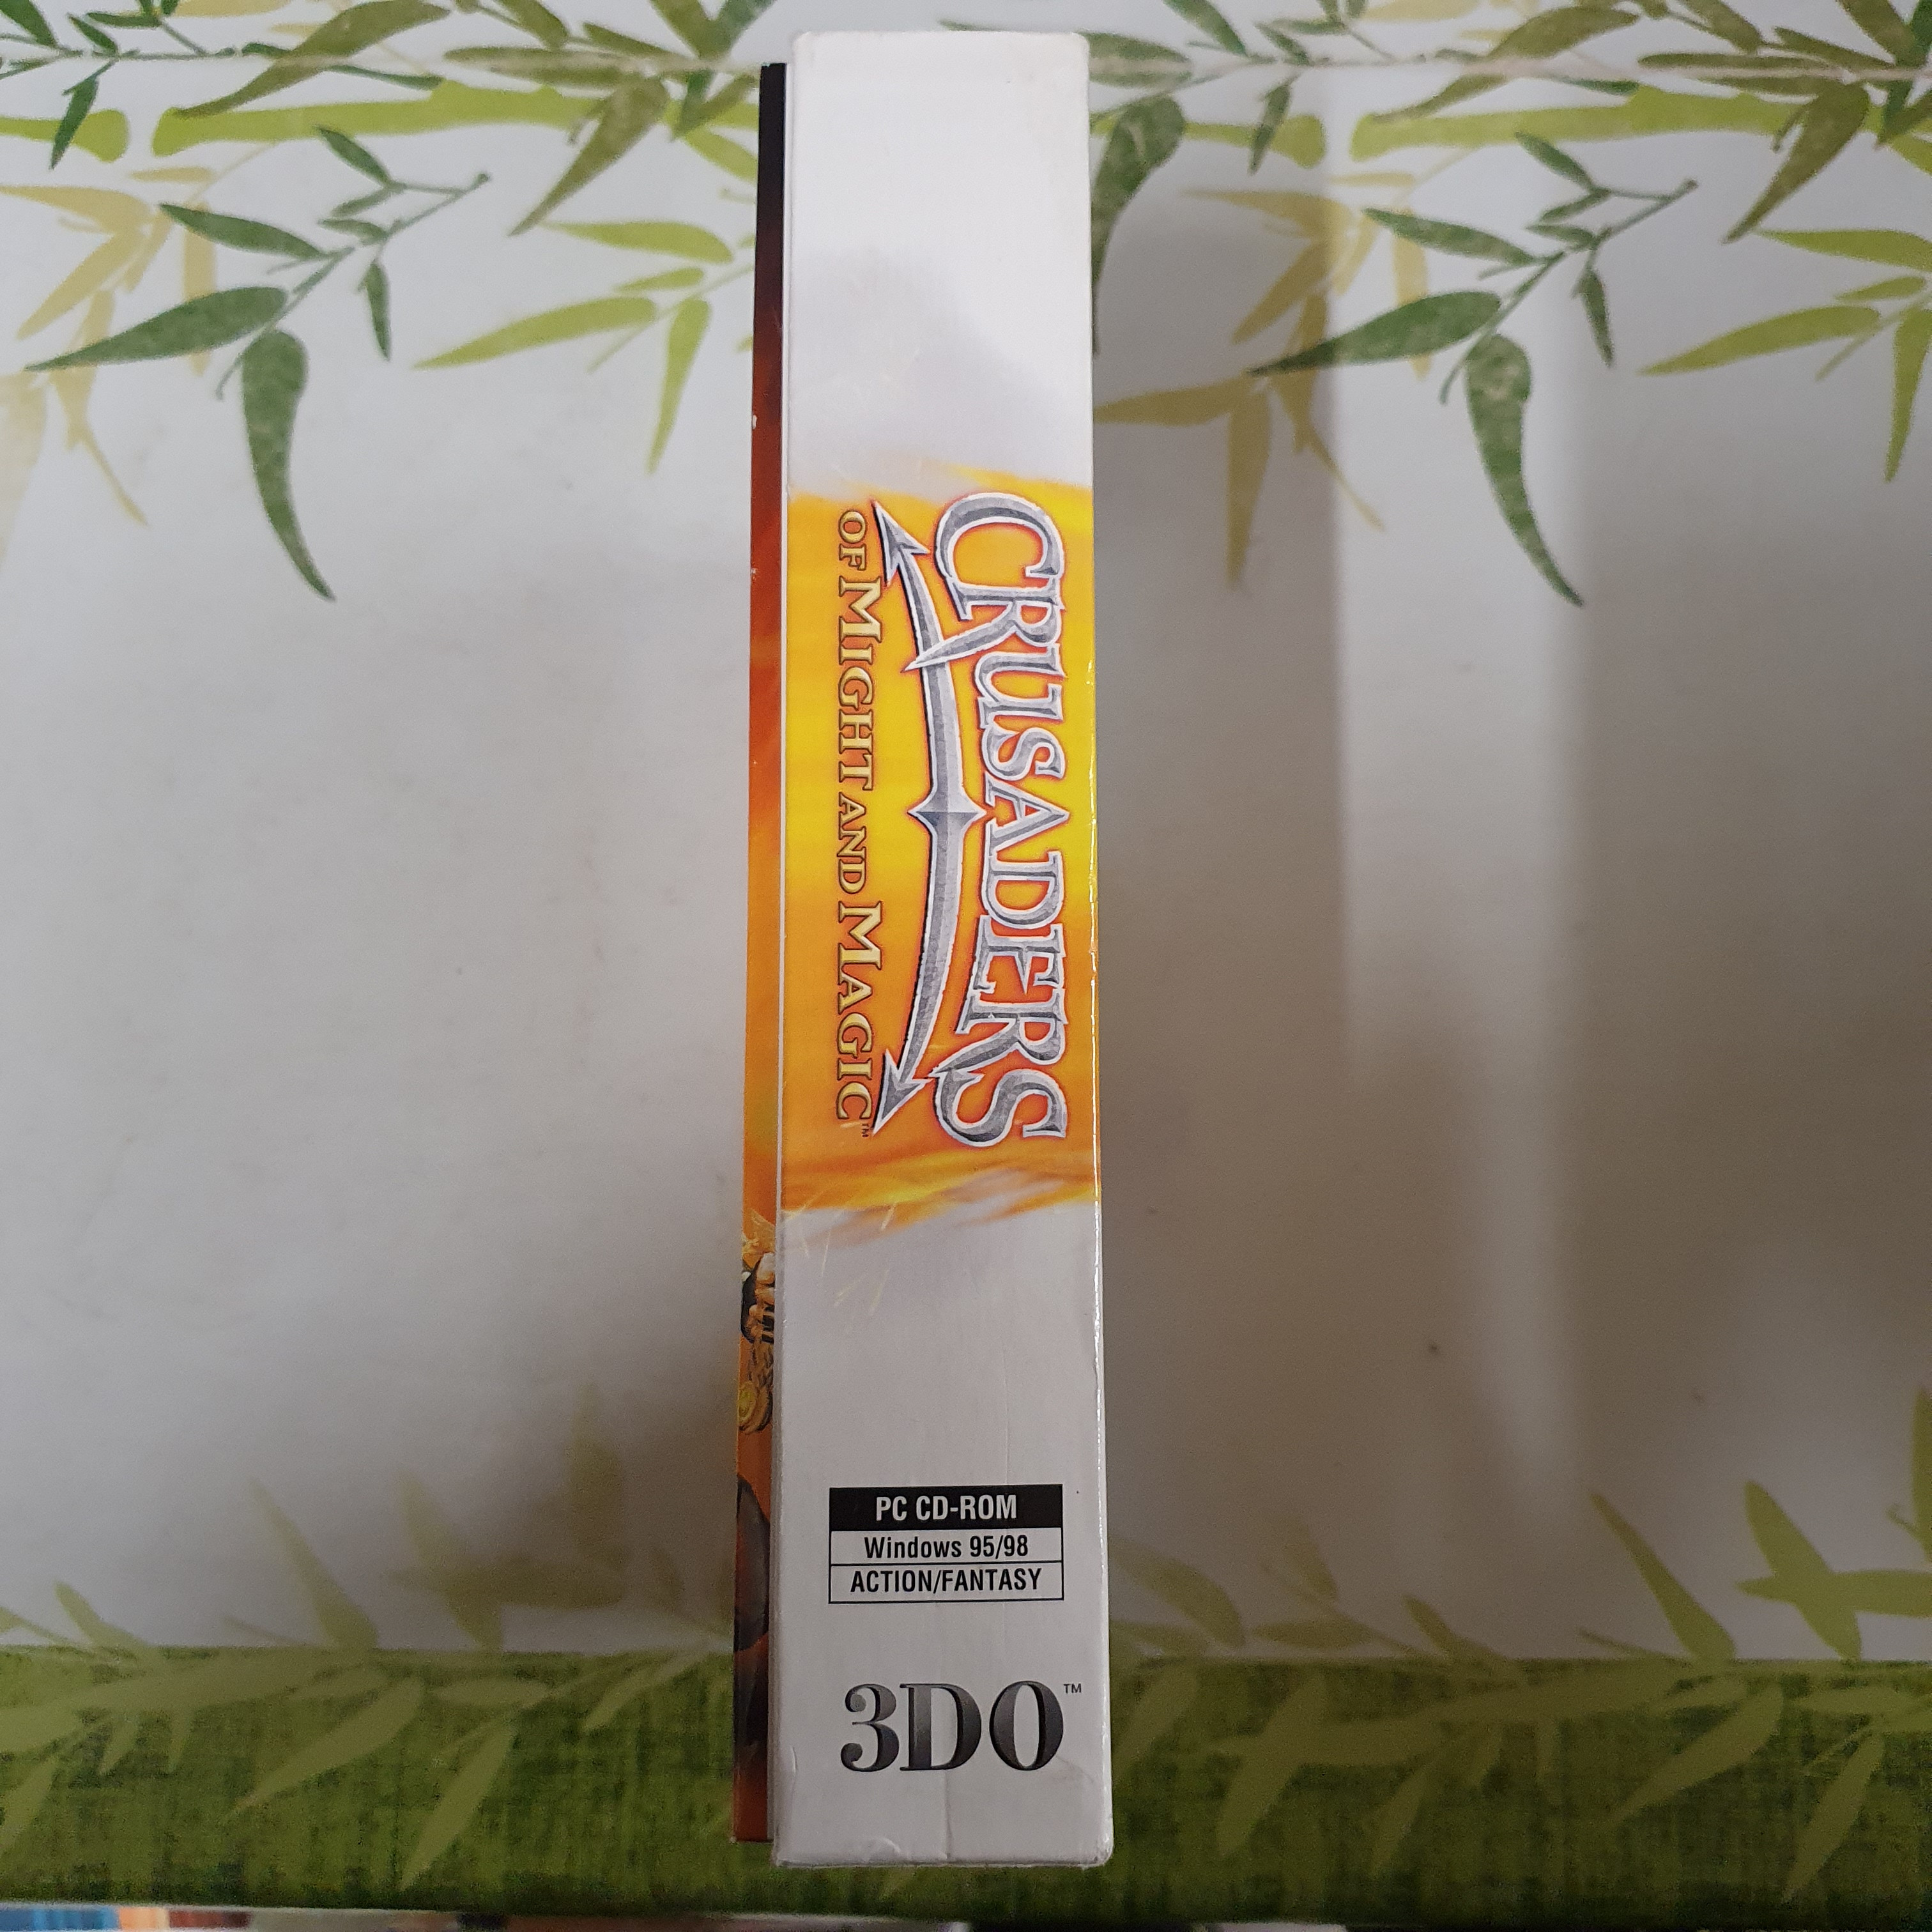 CRUSADERS
OF MIGHT AND MAGIC™
PC CD-ROM
Windows 95/98
ACTION/FANTASY
3DO™